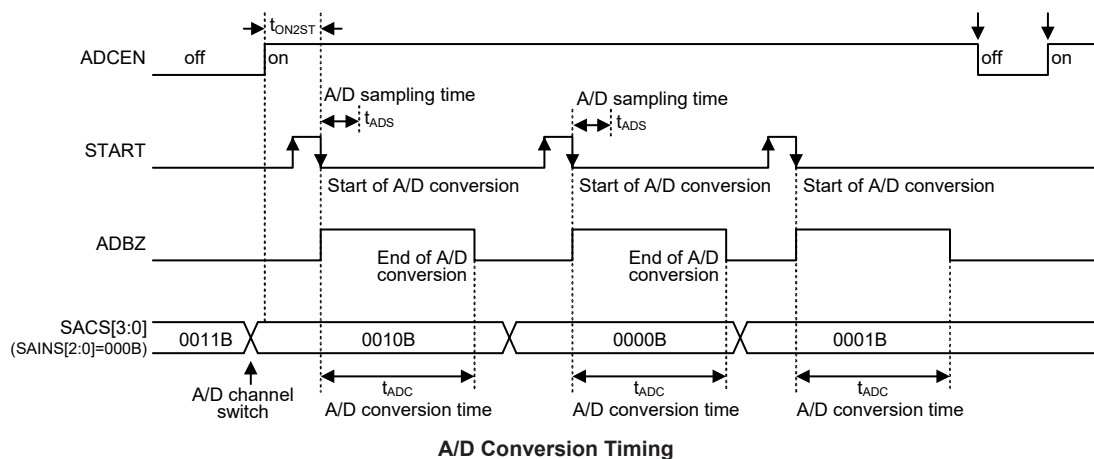 tON2ST
ADCEN
off
on
off
on
A/D sampling time
tADS
A/D sampling time
tADS
START
Start of A/D conversion
Start of A/D conversion
Start of A/D conversion
ADBZ
End of A/D
conversion
End of A/D
conversion
SACS[3:0]
(SAINS[2:0]=000B)
0011B
0010B
0000B
0001B
A/D channel
switch
tADC
A/D conversion time
tADC
A/D conversion time
tADC
A/D conversion time
A/D Conversion Timing